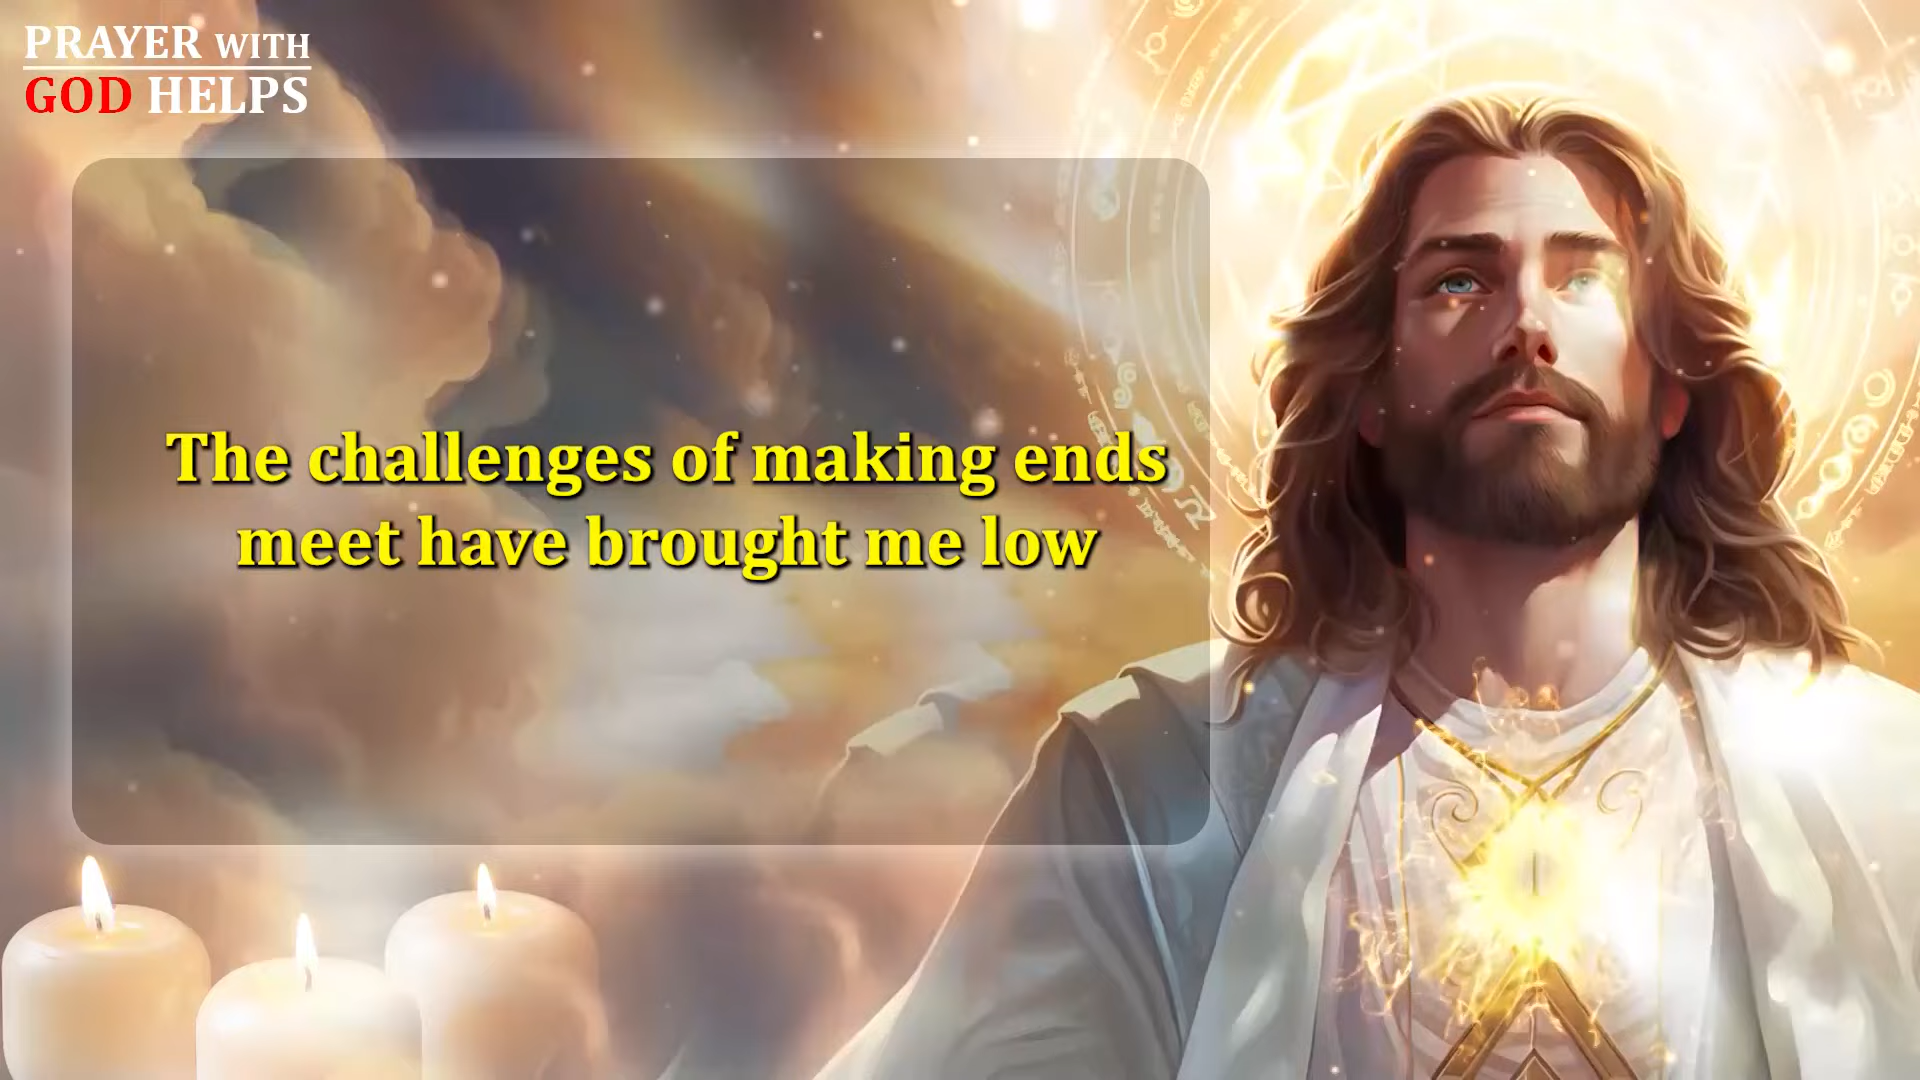 PRAYER WITH
GOD HELPS
The challenges of making ends
meet have brought me low